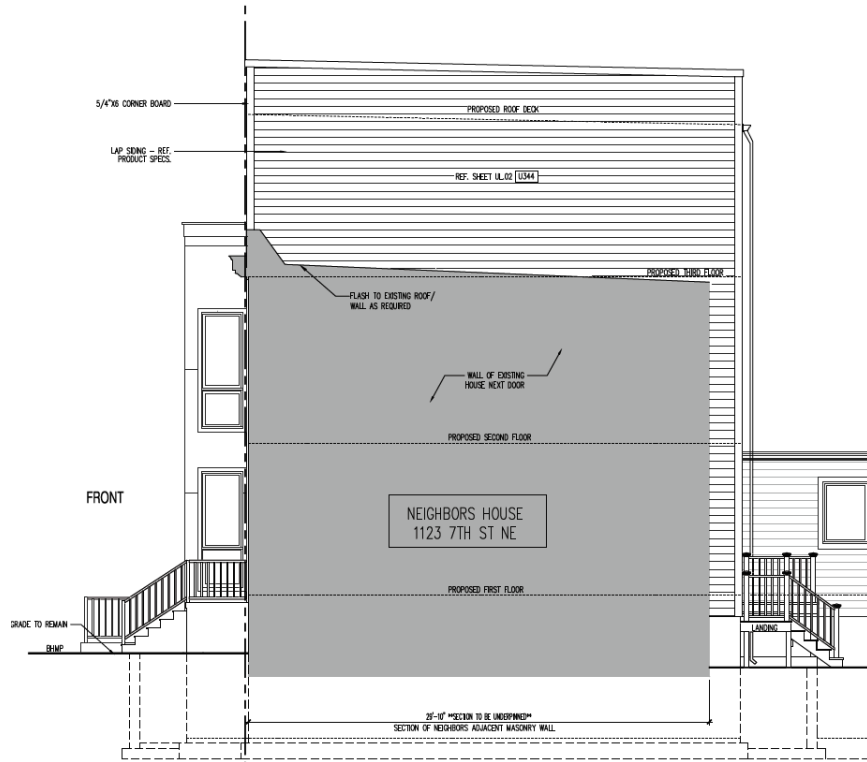 5/4"X6 CORNER BOARD
PROPOSED ROOF DECK
LAP SIDING - REF.
PRODUCT SPECS.
REF. SHEET UL.02 U344
PROPOSED THIRD FLOOR
FLASH TO EXISTING ROOF/
WALL AS REQUIRED
WALL OF EXISTING
HOUSE NEXT DOOR
PROPOSED SECOND FLOOR
FRONT
NEIGHBORS HOUSE
1123 7TH ST NE
PROPOSED FIRST FLOOR
GRADE TO REMAIN
BHMP
LANDING
29'-10" **SECTION TO BE UNDERPINNED**
SECTION OF NEIGHBORS ADJACENT MASONRY WALL